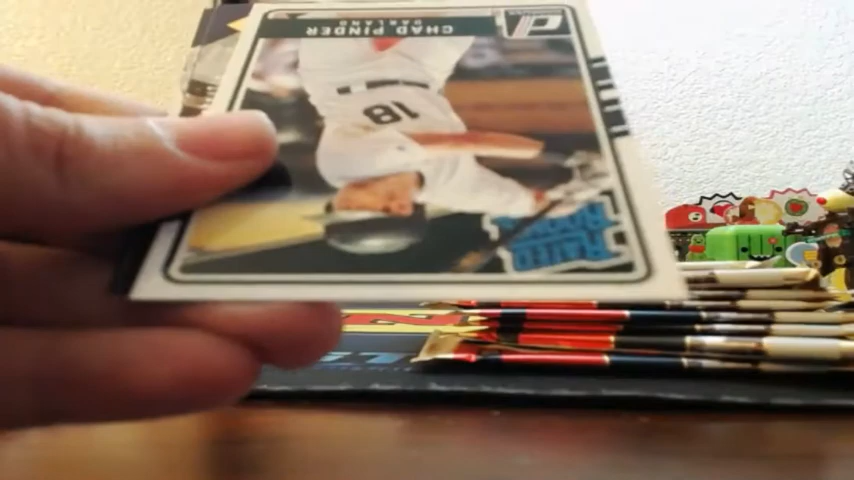 CHAD PINDER
OAKLAND
18
RATED
ROOKIE